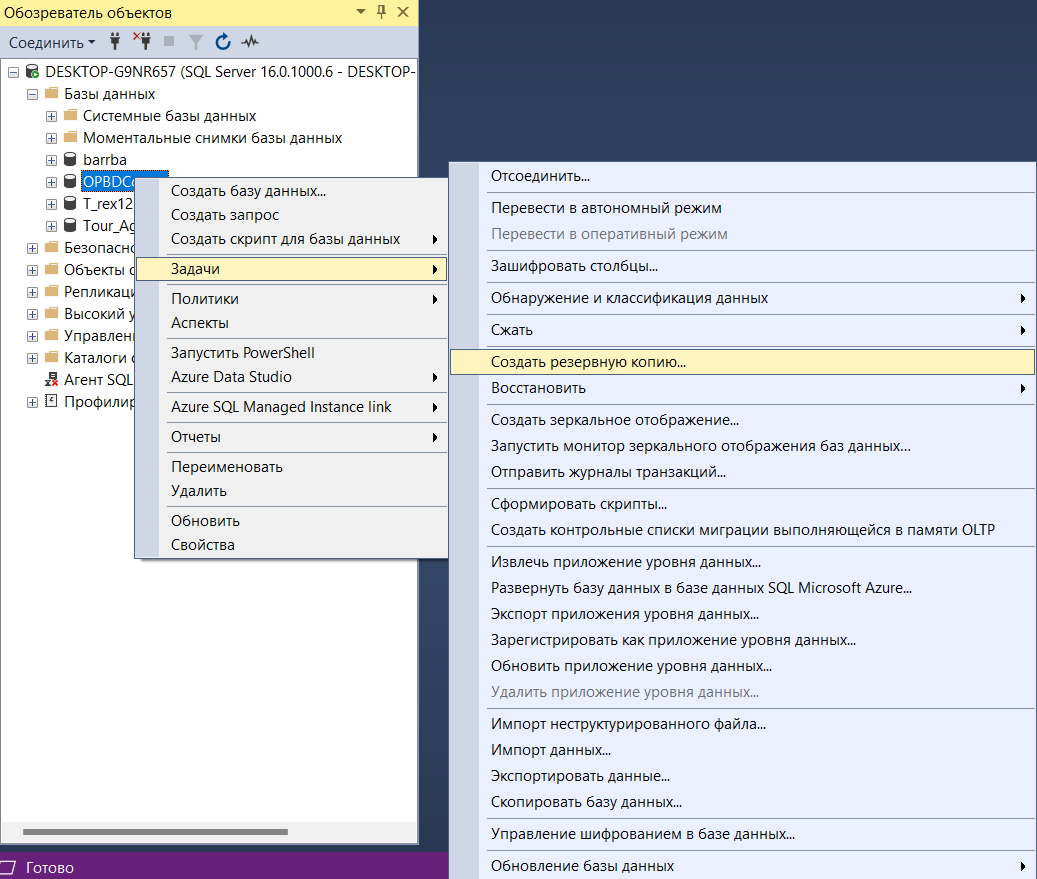 Обозреватель объектов
Соединить
DESKTOP-G9NR657 (SQL Server 16.0.1000.6 - DESKTOP-
Базы данных
Системные базы данных
Моментальные снимки базы данных
barrba
OPBDCo
T_rex12
Tour_Ag
Безопасно
Объекты с
Репликаци
Высокий у
Управлени
Каталоги с
Агент SQL
Профилир
Создать базу данных...
Создать запрос
Создать скрипт для базы данных
Задачи
Политики
Аспекты
Запустить PowerShell
Azure Data Studio
Azure SQL Managed Instance link
Отчеты
Переименовать
Удалить
Обновить
Свойства
Отсоединить...
Перевести в автономный режим
Перевести в оперативный режим
Зашифровать столбцы...
Обнаружение и классификация данных
Сжать
Создать резервную копию...
Восстановить
Создать зеркальное отображение...
Запустить монитор зеркального отображения баз данных...
Отправить журналы транзакций...
Сформировать скрипты...
Создать контрольные списки миграции выполняющейся в памяти OLTP
Извлечь приложение уровня данных...
Развернуть базу данных в базе данных SQL Microsoft Azure...
Экспорт приложения уровня данных...
Зарегистрировать как приложение уровня данных...
Обновить приложение уровня данных...
Удалить приложение уровня данных...
Импорт неструктурированного файла...
Импорт данных...
Экспортировать данные...
Скопировать базу данных...
Управление шифрованием в базе данных...
Обновление базы данных
Готово